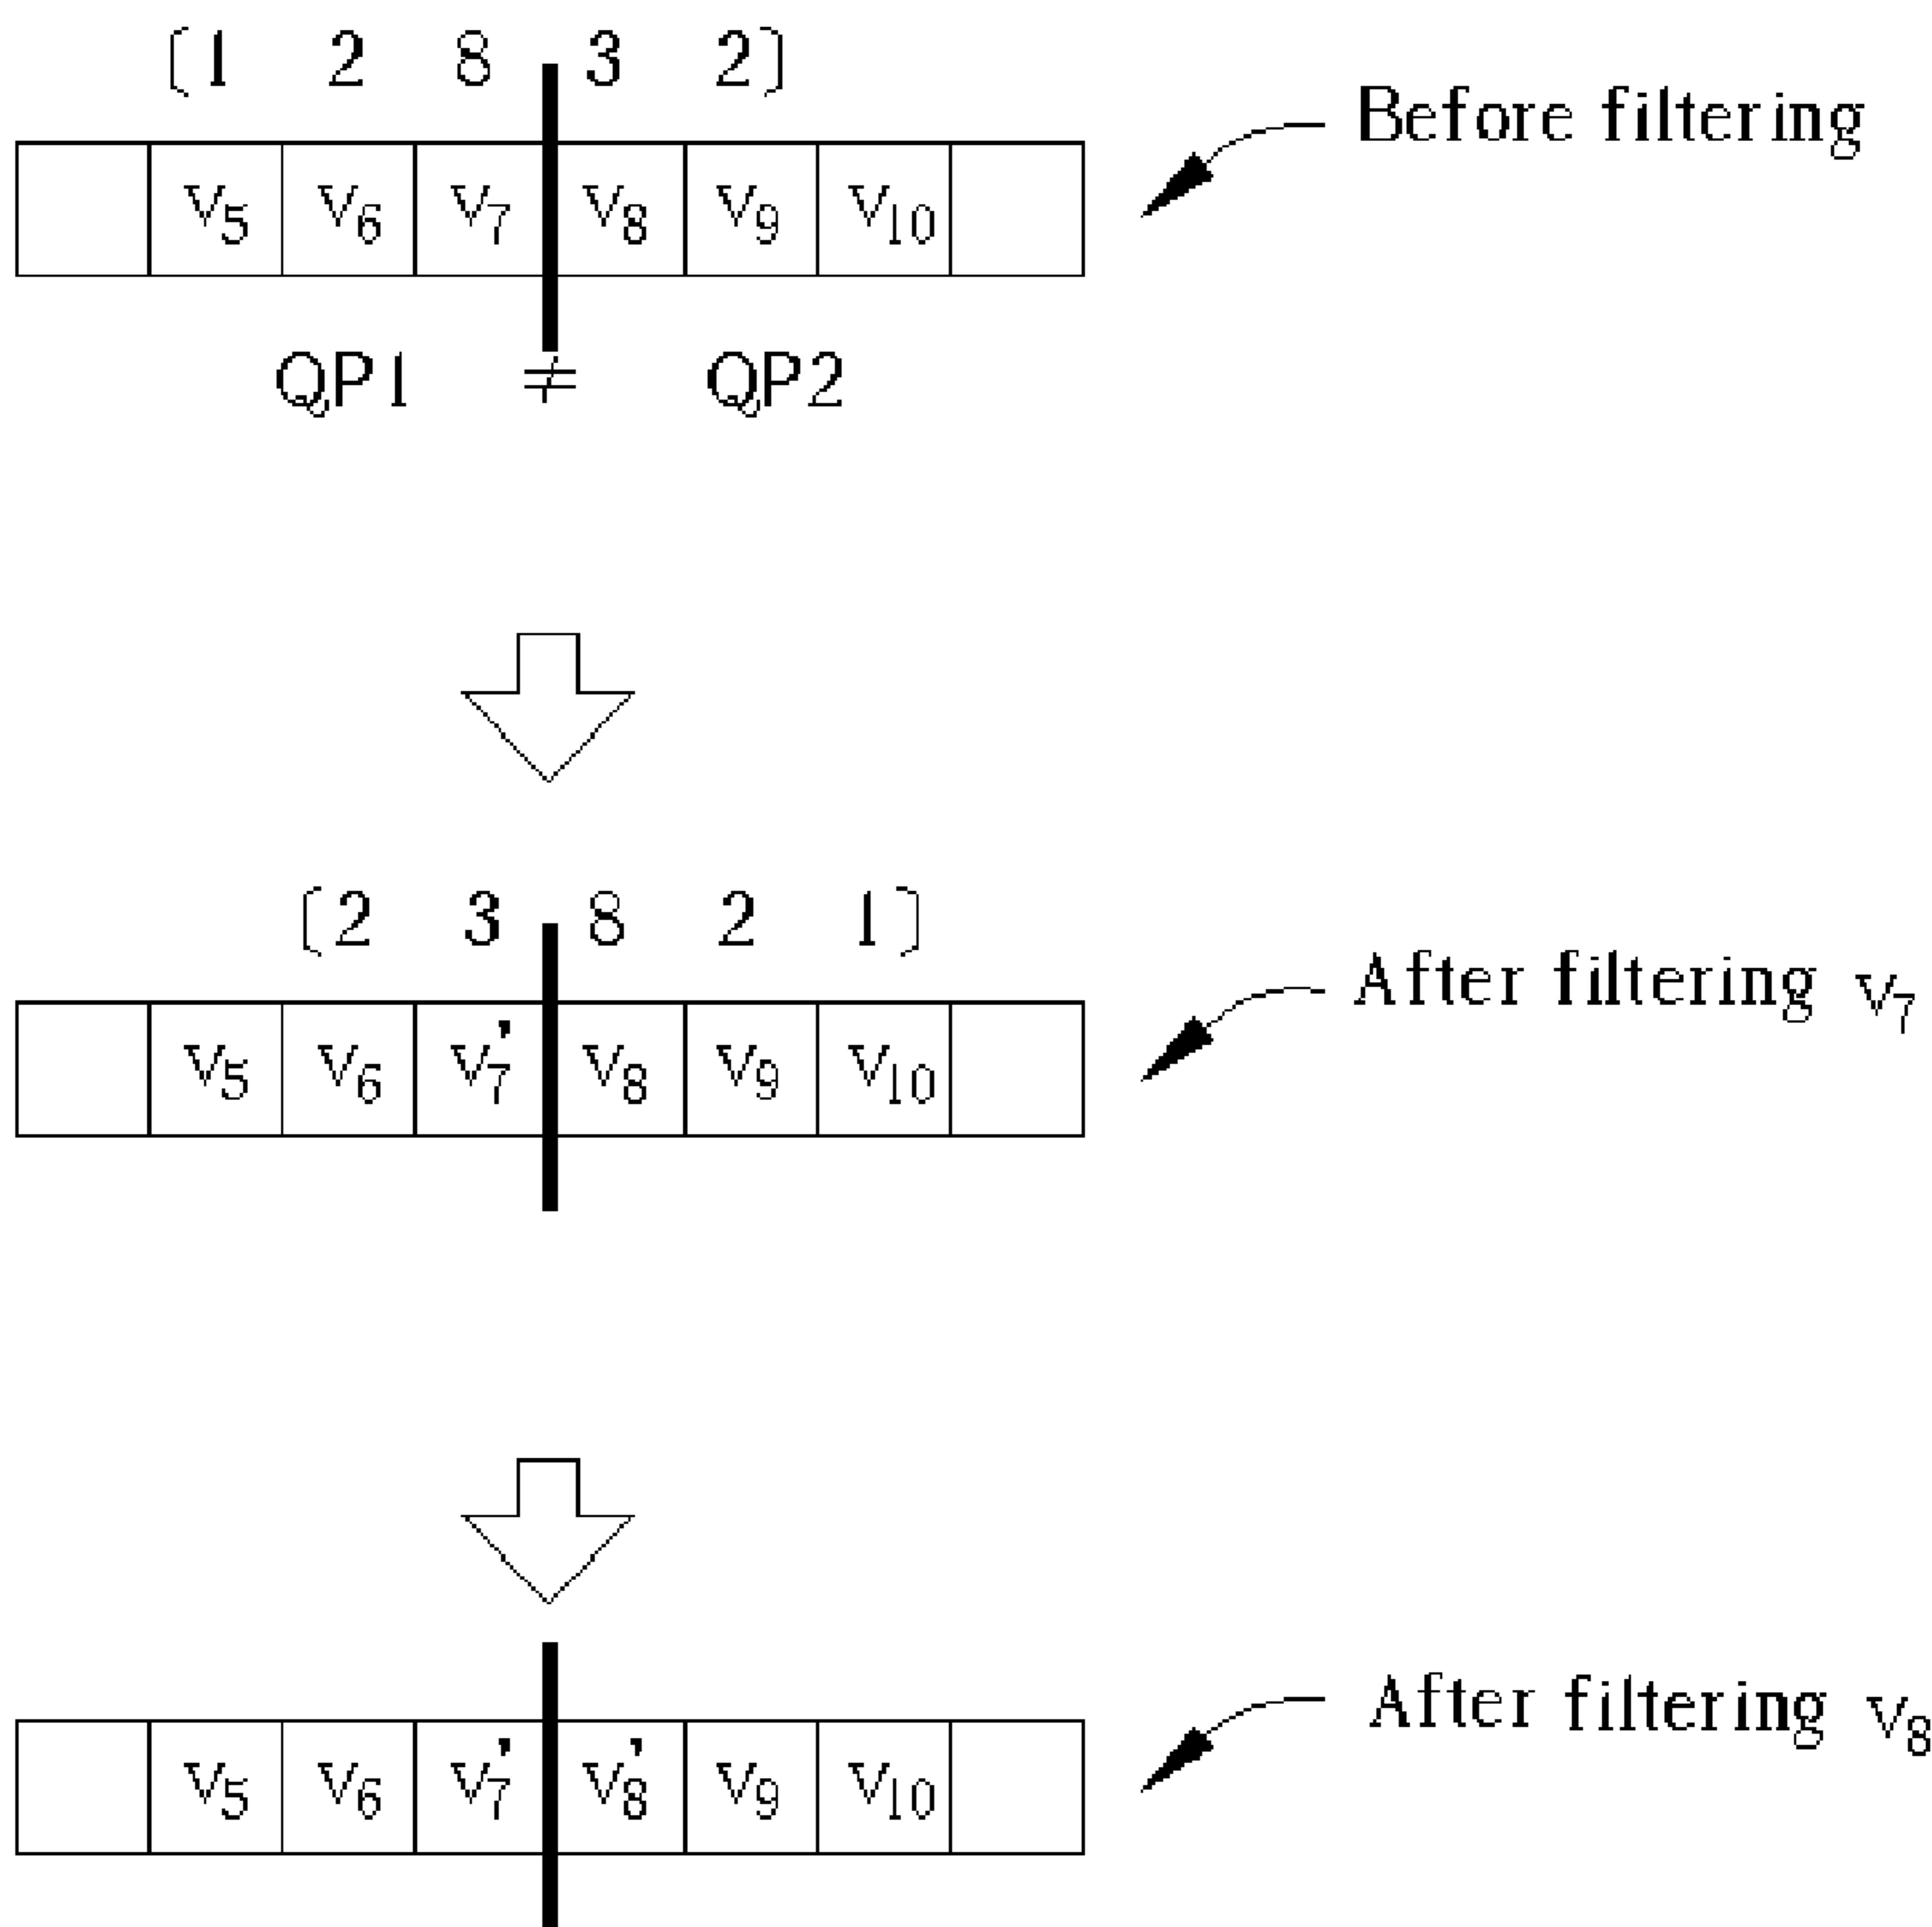 [1 2 8 3 2]
Before filtering
V5 V6 V7 V8 V9 V10
QP1 ≠ QP2
[2 3 8 2 1]
After filtering V7
V5 V6 V7' V8 V9 V10
After filtering V8
V5 V6 V7' V8' V9 V10